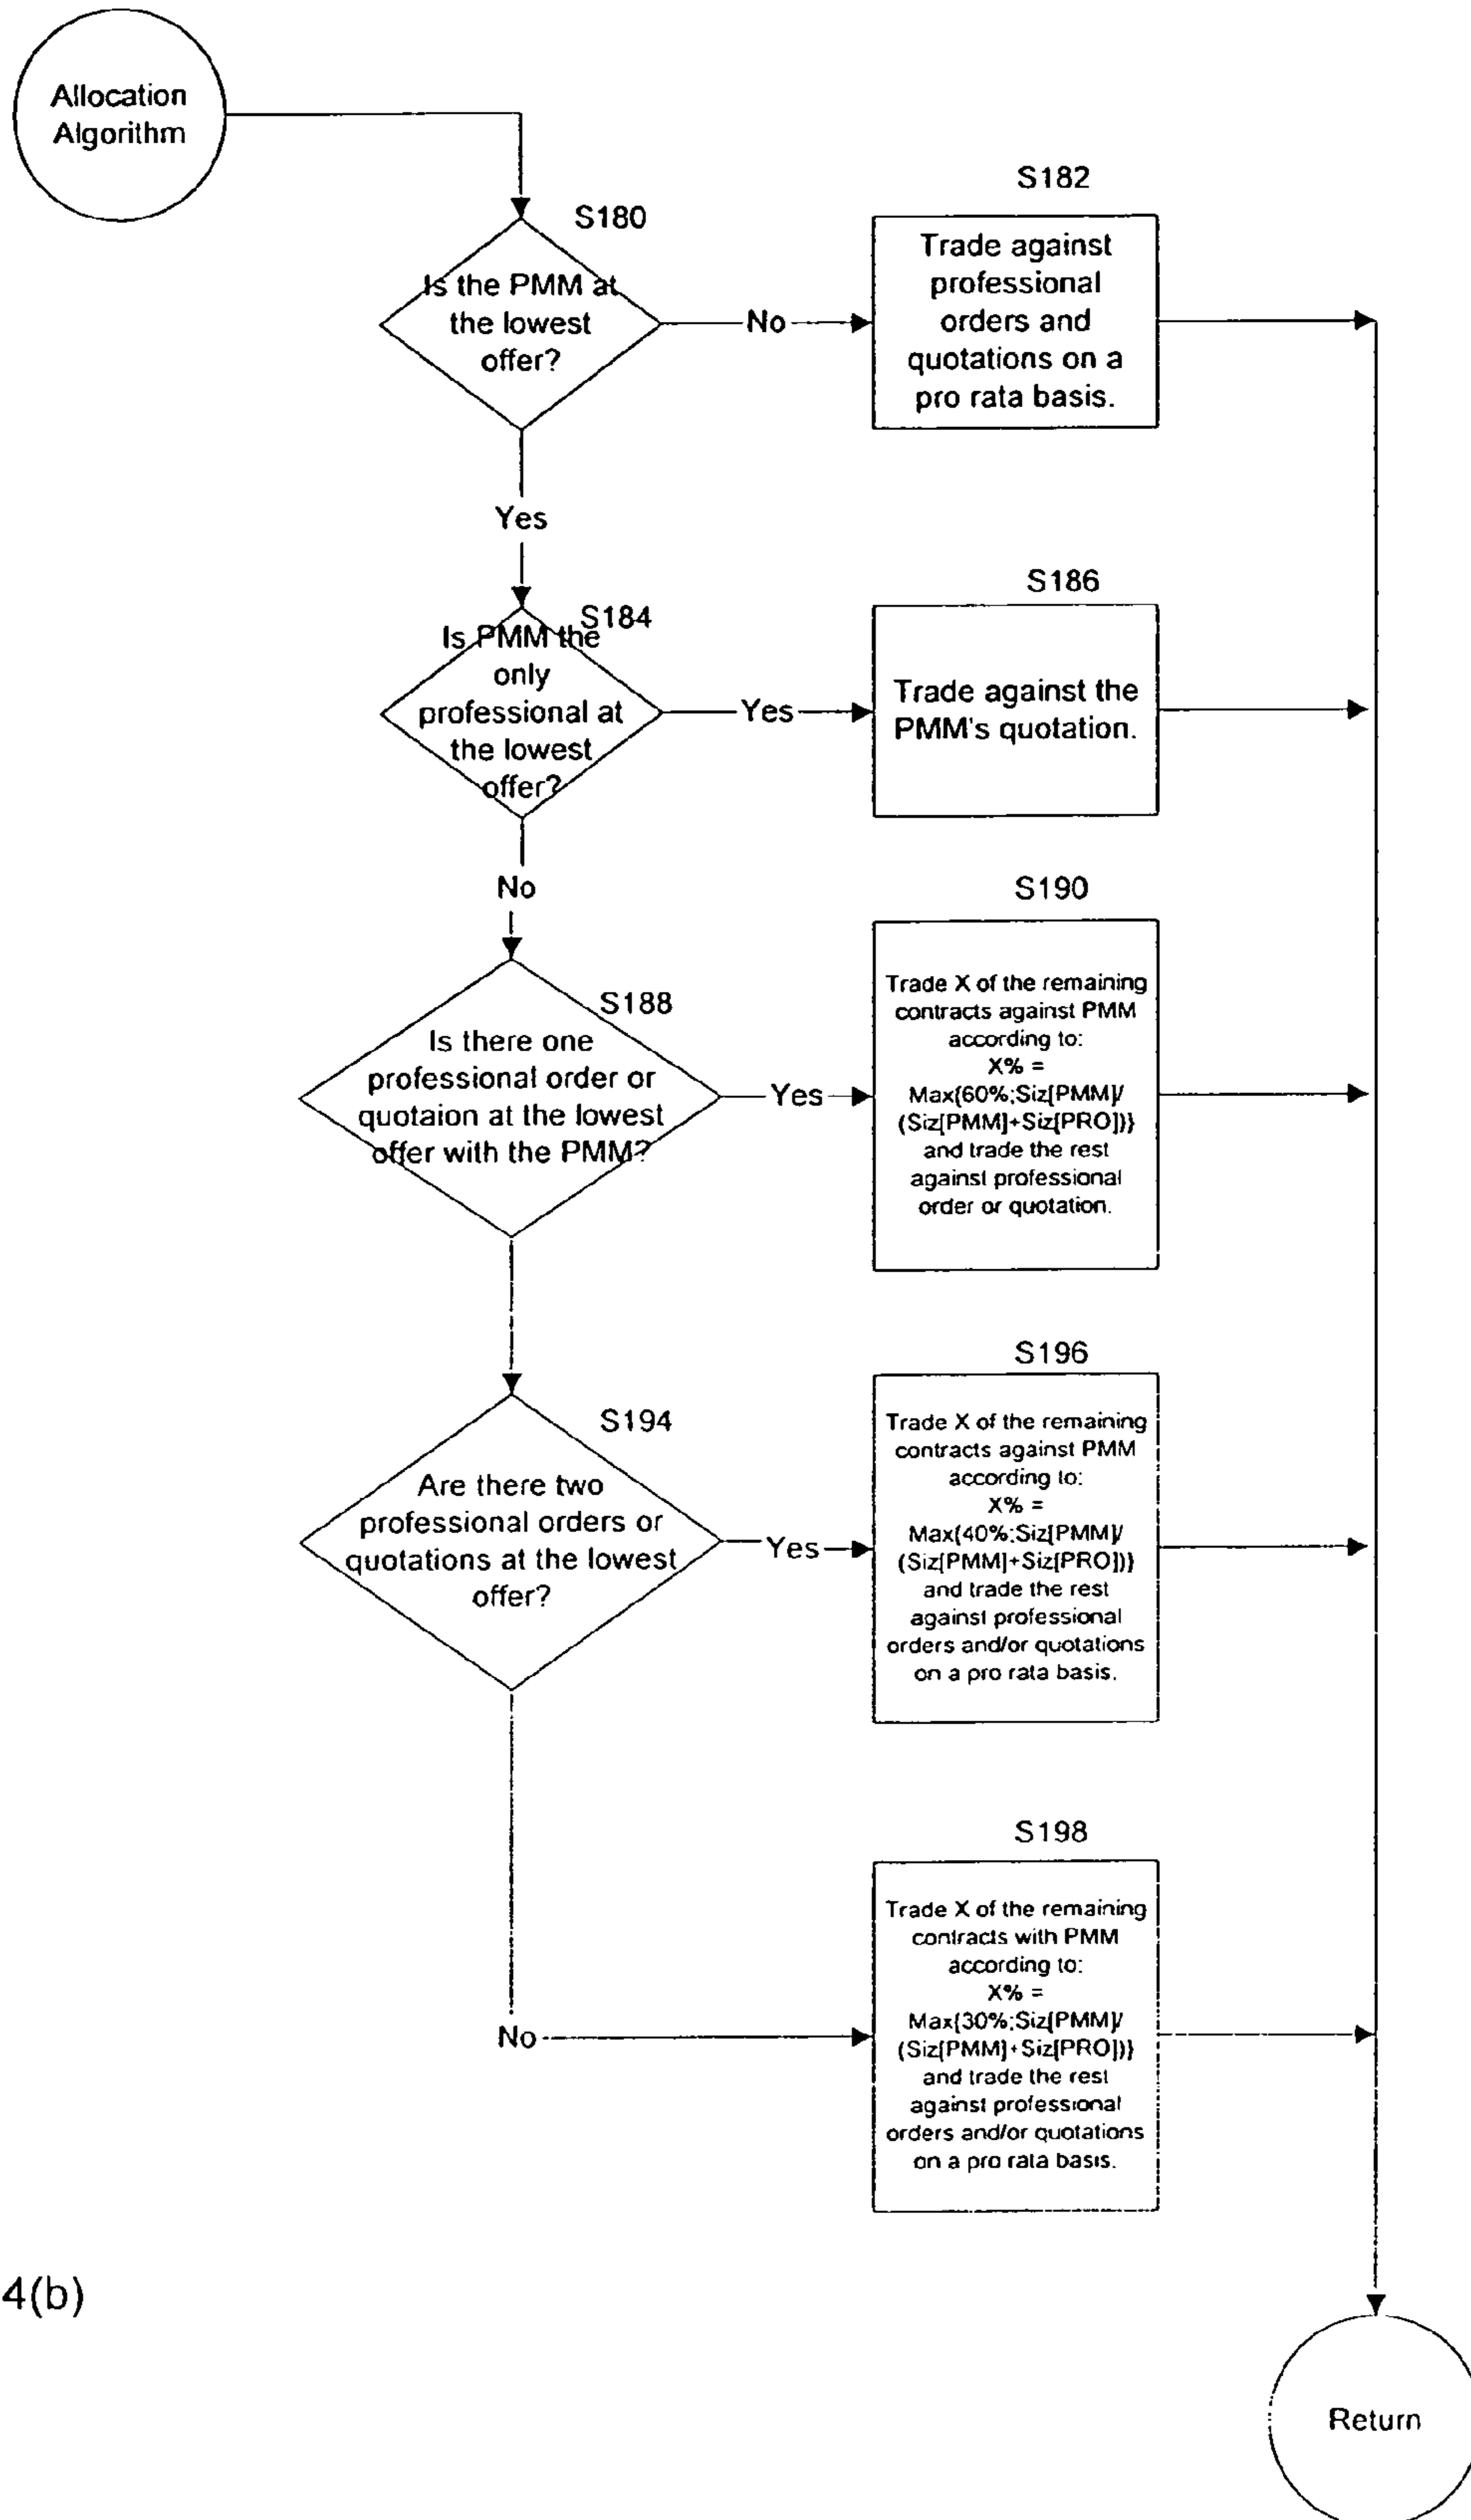 Allocation
Algorithm
S180
Is the PMM at
the lowest
offer?
No
S182
Trade against
professional
orders and
quotations on a
pro rata basis.
Yes
S184
Is PMM the
only
professional at
the lowest
offer?
Yes
S186
Trade against the
PMM's quotation.
No
S188
Is there one
professional order or
quotaion at the lowest
offer with the PMM?
Yes
S190
Trade X of the remaining
contracts against PMM
according to:
X% =
Max{60%;Siz[PMM]/
(Siz[PMM]+Siz[PRO])}
and trade the rest
against professional
order or quotation.
S194
Are there two
professional orders or
quotations at the lowest
offer?
Yes
S196
Trade X of the remaining
contracts against PMM
according to:
X% =
Max{40%;Siz[PMM]/
(Siz[PMM]+Siz[PRO])}
and trade the rest
against professional
orders and/or quotations
on a pro rata basis.
No
S198
Trade X of the remaining
contracts with PMM
according to:
X% =
Max{30%;Siz[PMM]/
(Siz[PMM]+Siz[PRO])}
and trade the rest
against professional
orders and/or quotations
on a pro rata basis.
4(b)
Return